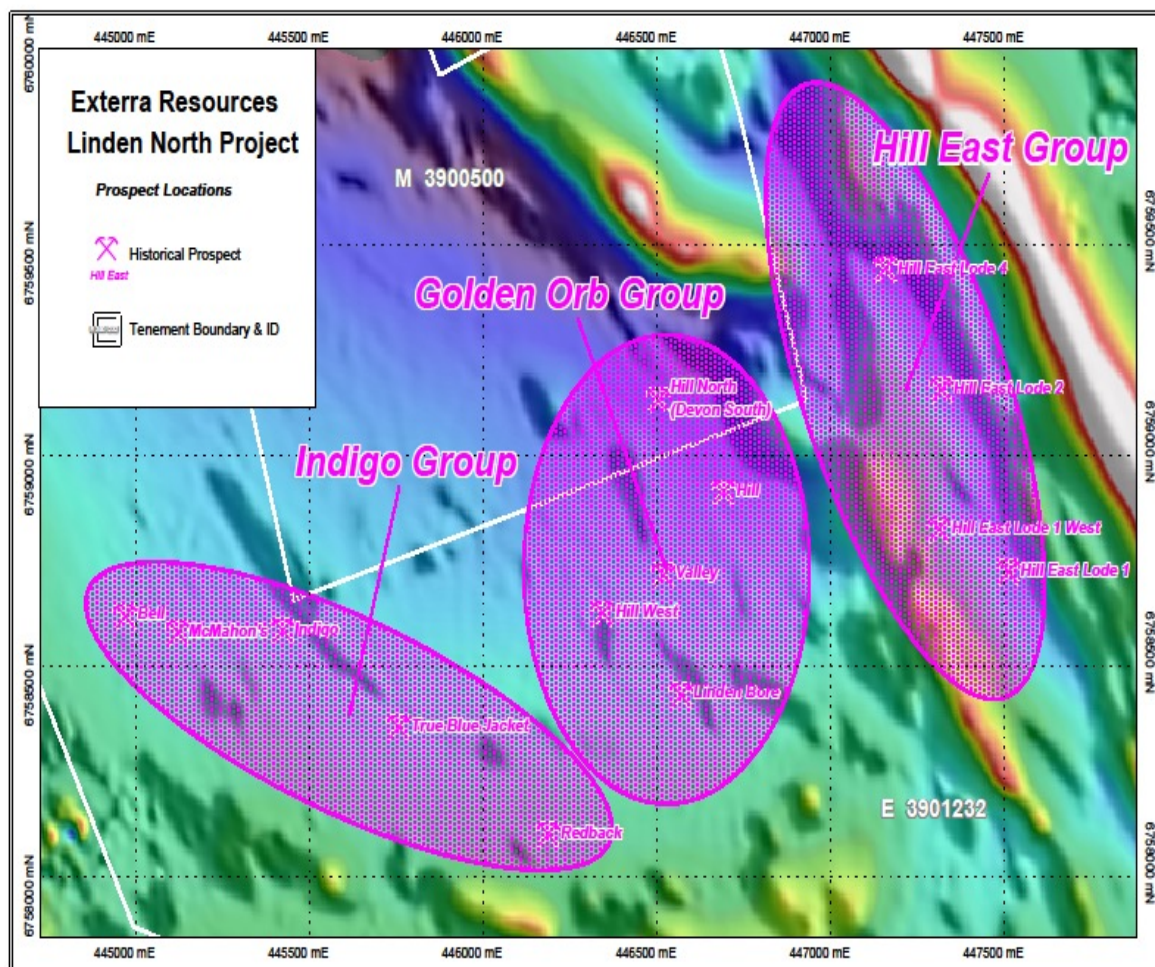 445000 mE 445500 mE 446000 mE 446500 mE 447000 mE 447500 mE
6760000 mN
6759500 mN
6759000 mN
6758500 mN
6758000 mN
Exterra Resources
Linden North Project
Prospect Locations
Historical Prospect
Hill East
Tenement Boundary & ID
M 3900500
Hill East Group
Hill East Lode 4
Golden Orb Group
Hill North
(Devon South)
Hill East Lode 2
Indigo Group
Hill
Hill East Lode 1 West
Valley
Hill East Lode 1
Hill West
Bell
McMahon's
Indigo
Linden Bore
True Blue Jacket
E 3901232
Redback
6759500 mN
6759000 mN
6758500 mN
6758000 mN
445000 mE 445500 mE 446000 mE 446500 mE 447000 mE 447500 mE